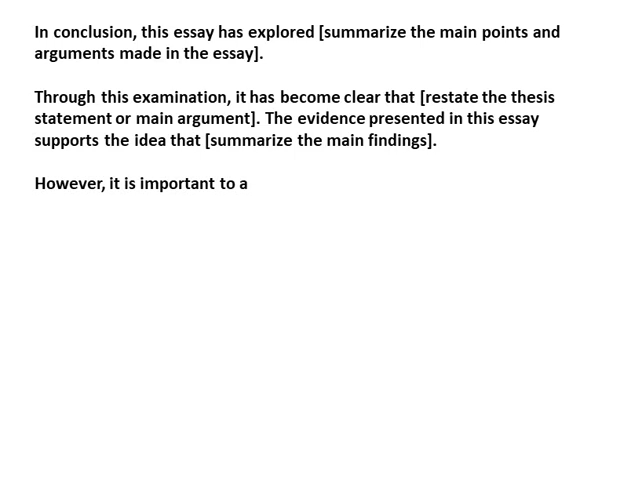 In conclusion, this essay has explored [summarize the main points and
arguments made in the essay].
Through this examination, it has become clear that [restate the thesis
statement or main argument]. The evidence presented in this essay
supports the idea that [summarize the main findings].
However, it is important to a